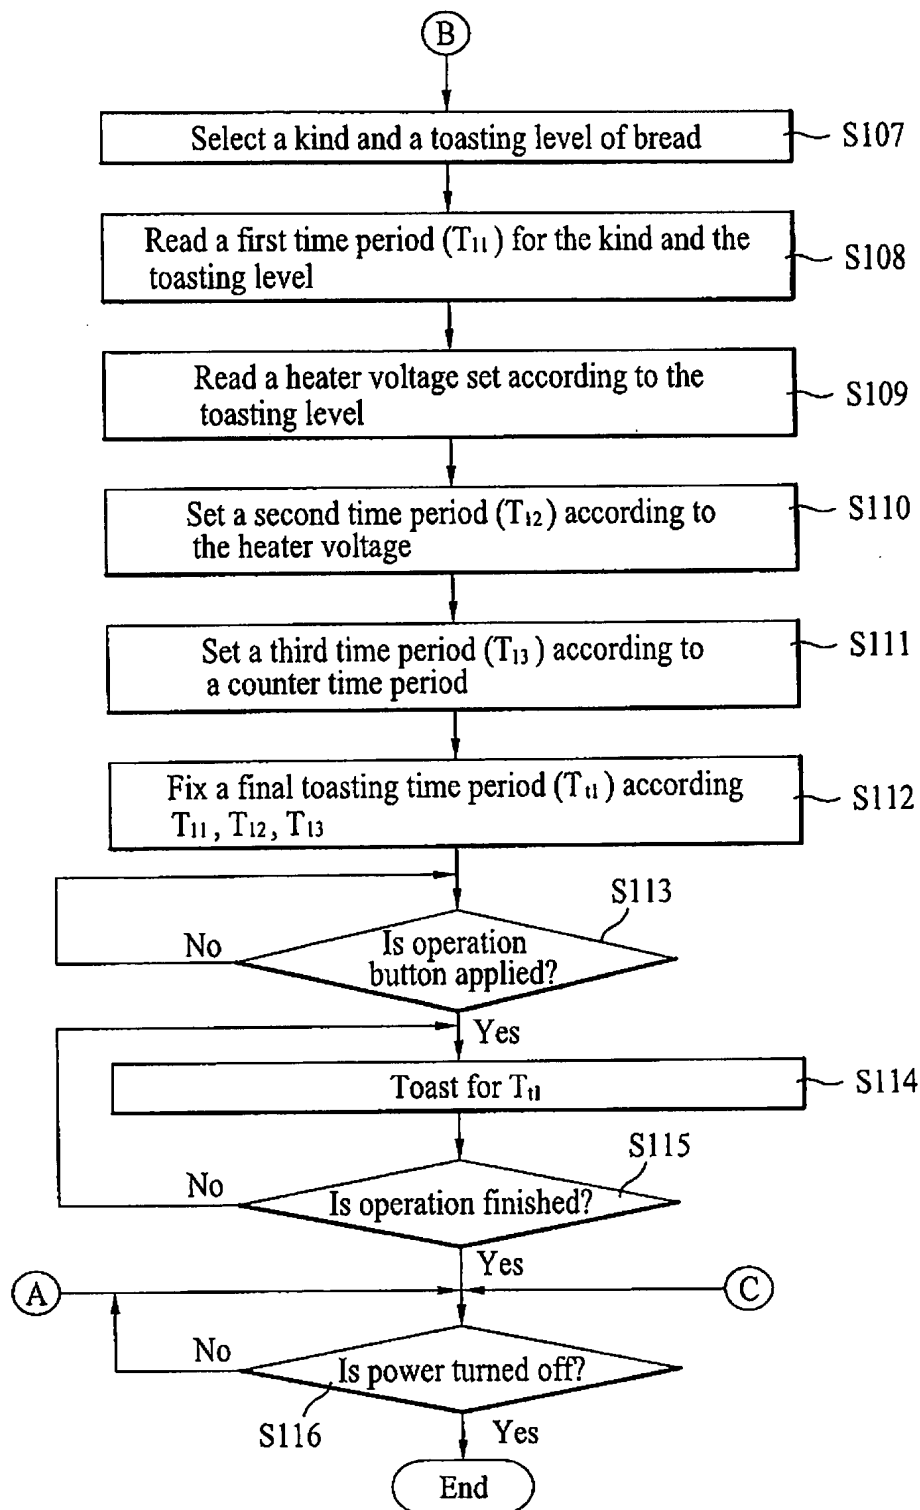 B
Select a kind and a toasting level of bread
S107
Read a first time period (T11) for the kind and the
toasting level
S108
Read a heater voltage set according to the
toasting level
S109
Set a second time period (T12) according to
the heater voltage
S110
Set a third time period (T13) according to
a counter time period
S111
Fix a final toasting time period (Tt1) according
T11, T12, T13
S112
S113
No
Is operation
button applied?
Yes
Toast for Tt1
S114
S115
No
Is operation finished?
Yes
A
C
No
Is power turned off?
S116
Yes
End